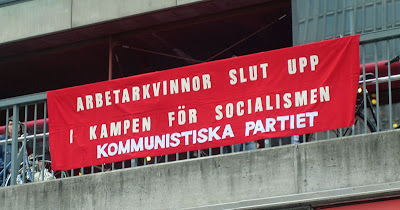 ARBETARKVINNOR SLUT UPP
I KAMPEN FÖR SOCIALISMEN
KOMMUNISTISKA PARTIET